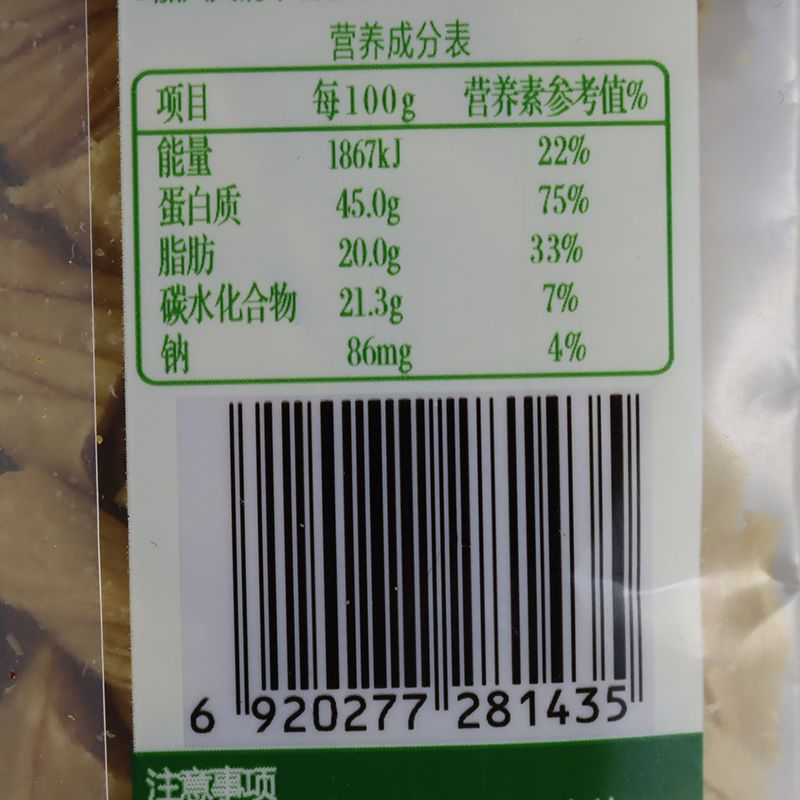 营养成分表
项目 每100g 营养素参考值%
能量 1867kJ 22%
蛋白质 45.0g 75%
脂肪 20.0g 33%
碳水化合物 21.3g 7%
钠 86mg 4%
6 920277 281435
注意事项